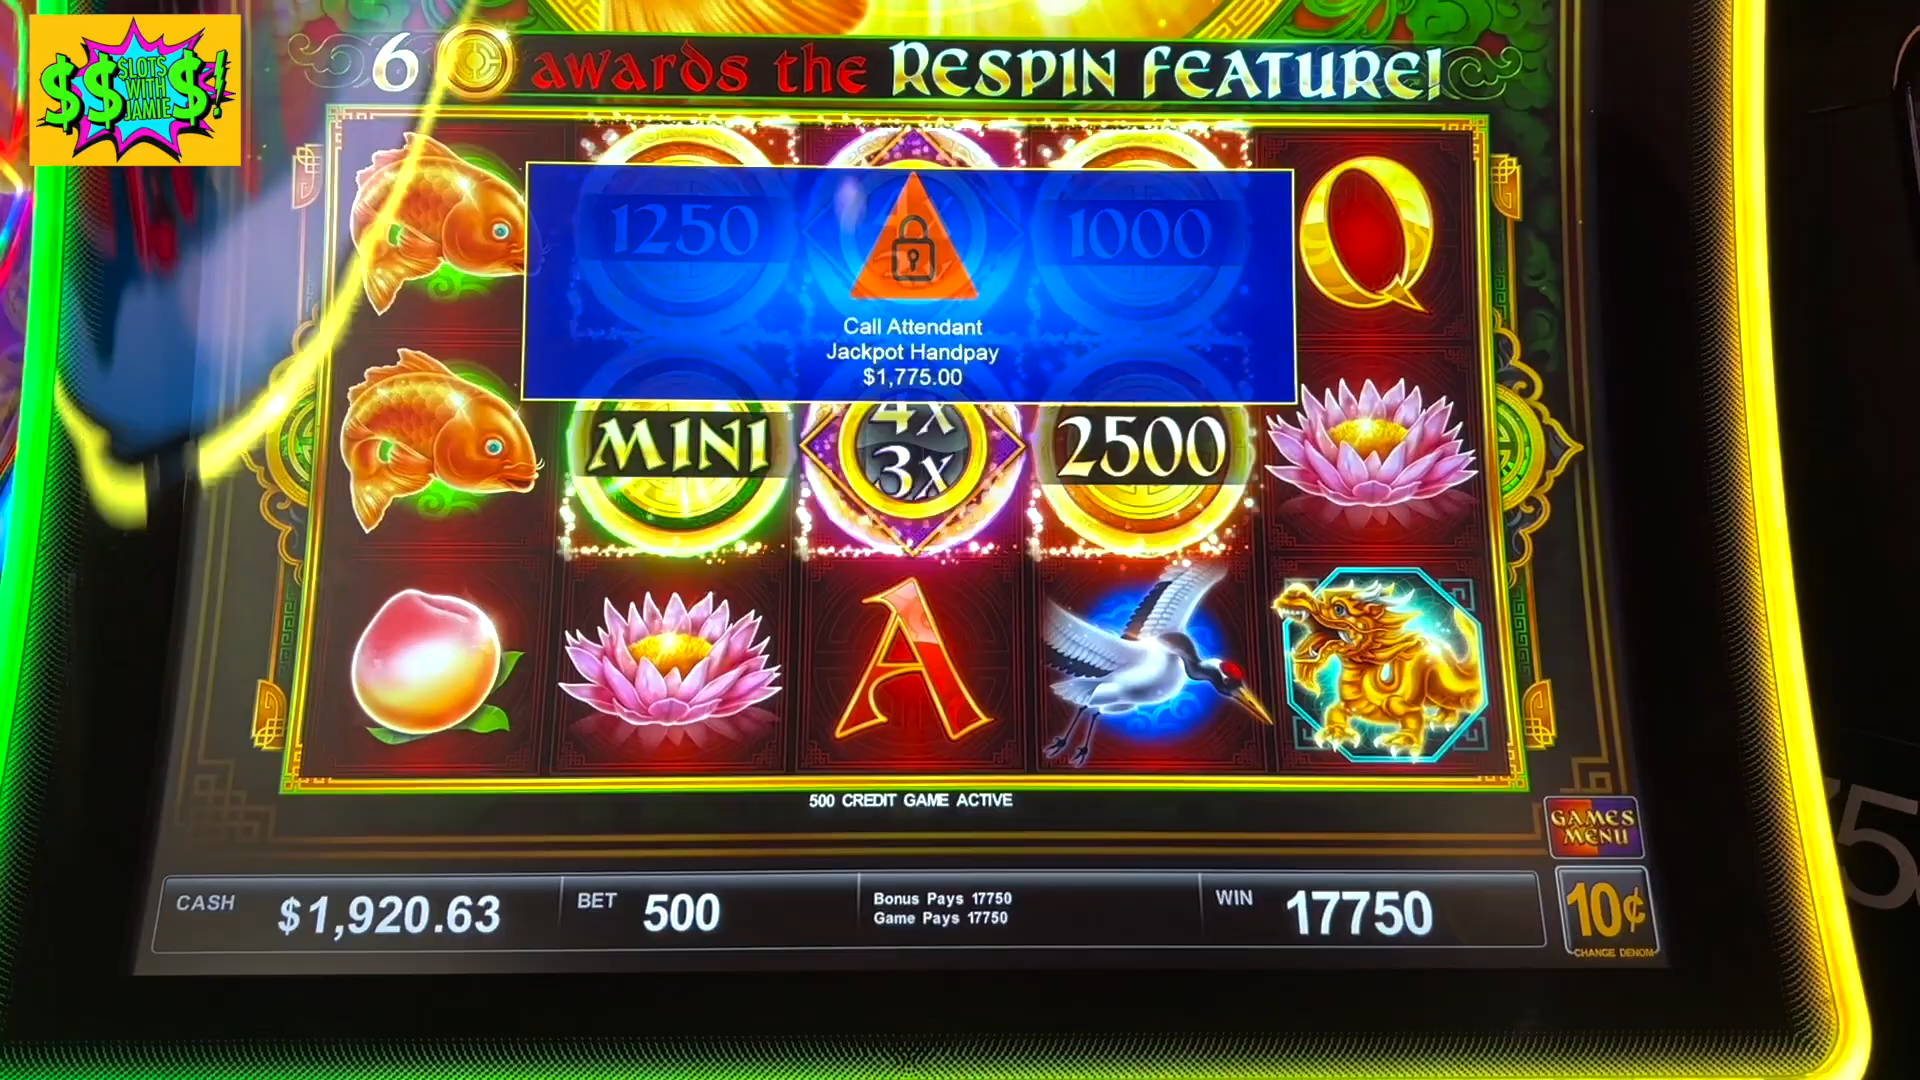 $$ SLOTS WITH JAMIE $!
6 awards the RESPIN FEATURE!
1250
1000
Q
Call Attendant
Jackpot Handpay
$1,775.00
MINI
4x
3x
2500
A
500 CREDIT GAME ACTIVE
GAMES
MENU
CASH $1,920.63
BET 500
Bonus Pays 17750
Game Pays 17750
WIN 17750
10¢
CHANGE DENOM